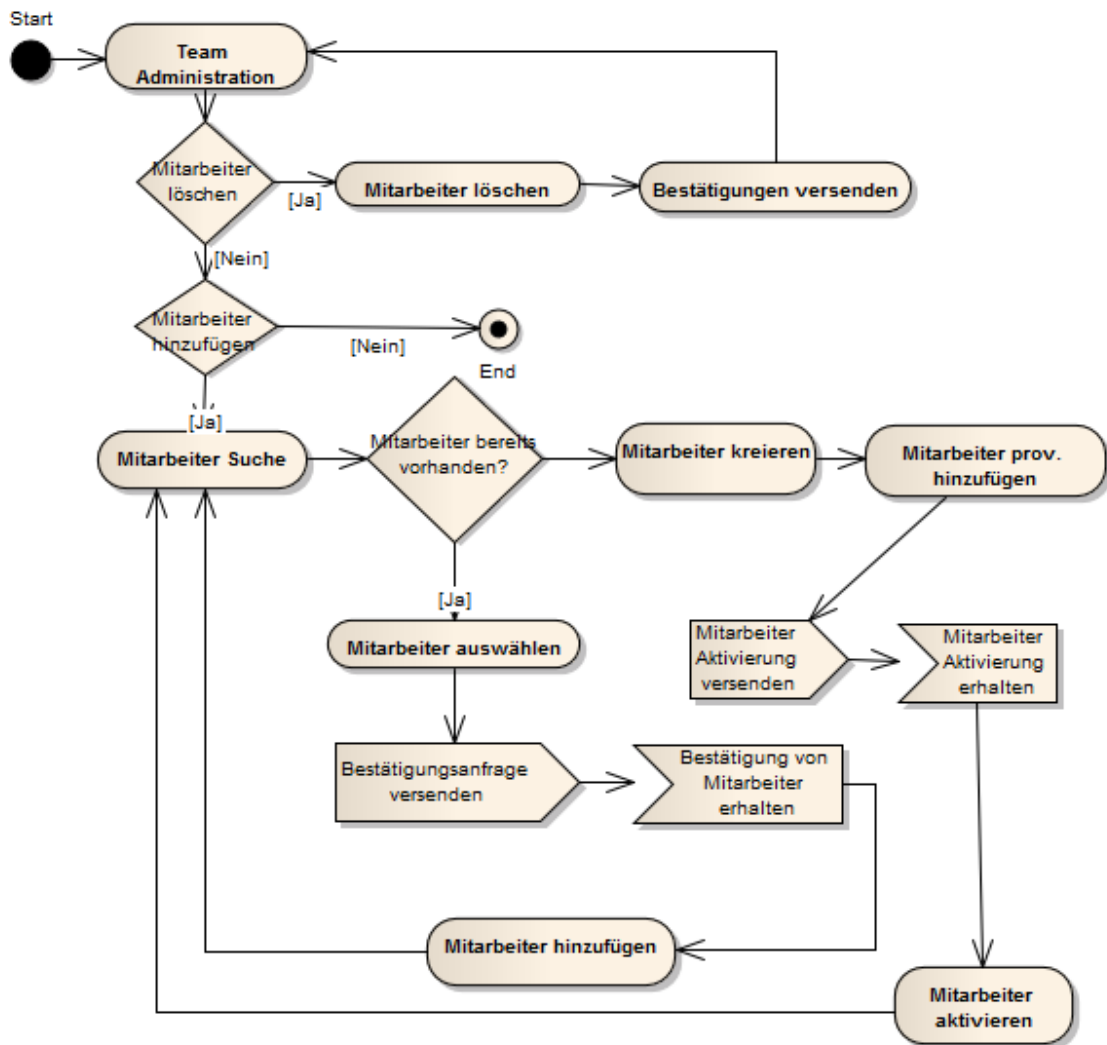 Start
Team
Administration
Mitarbeiter
löschen
[Ja]
Mitarbeiter löschen
Bestätigungen versenden
[Nein]
Mitarbeiter
hinzufügen
[Nein]
End
[Ja]
Mitarbeiter Suche
Mitarbeiter bereits
vorhanden?
Mitarbeiter kreieren
Mitarbeiter prov.
hinzufügen
[Ja]
Mitarbeiter auswählen
Mitarbeiter
Aktivierung
versenden
Mitarbeiter
Aktivierung
erhalten
Bestätigungsanfrage
versenden
Bestätigung von
Mitarbeiter
erhalten
Mitarbeiter hinzufügen
Mitarbeiter
aktivieren